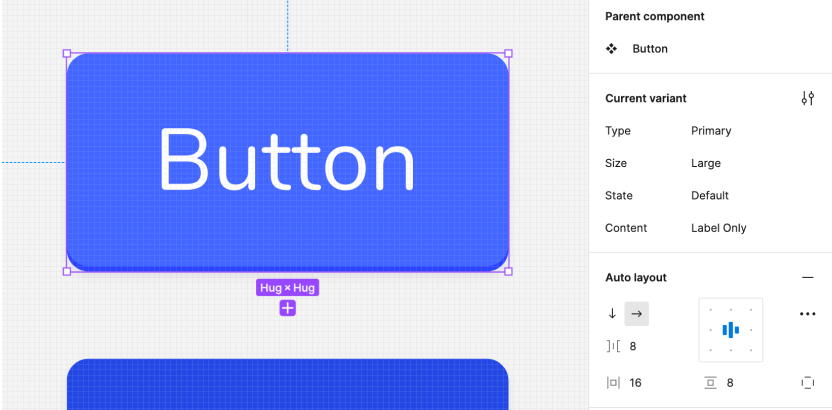 Button
Hug × Hug
Parent component
Button
Current variant
Type Primary
Size Large
State Default
Content Label Only
Auto layout
8
16 8